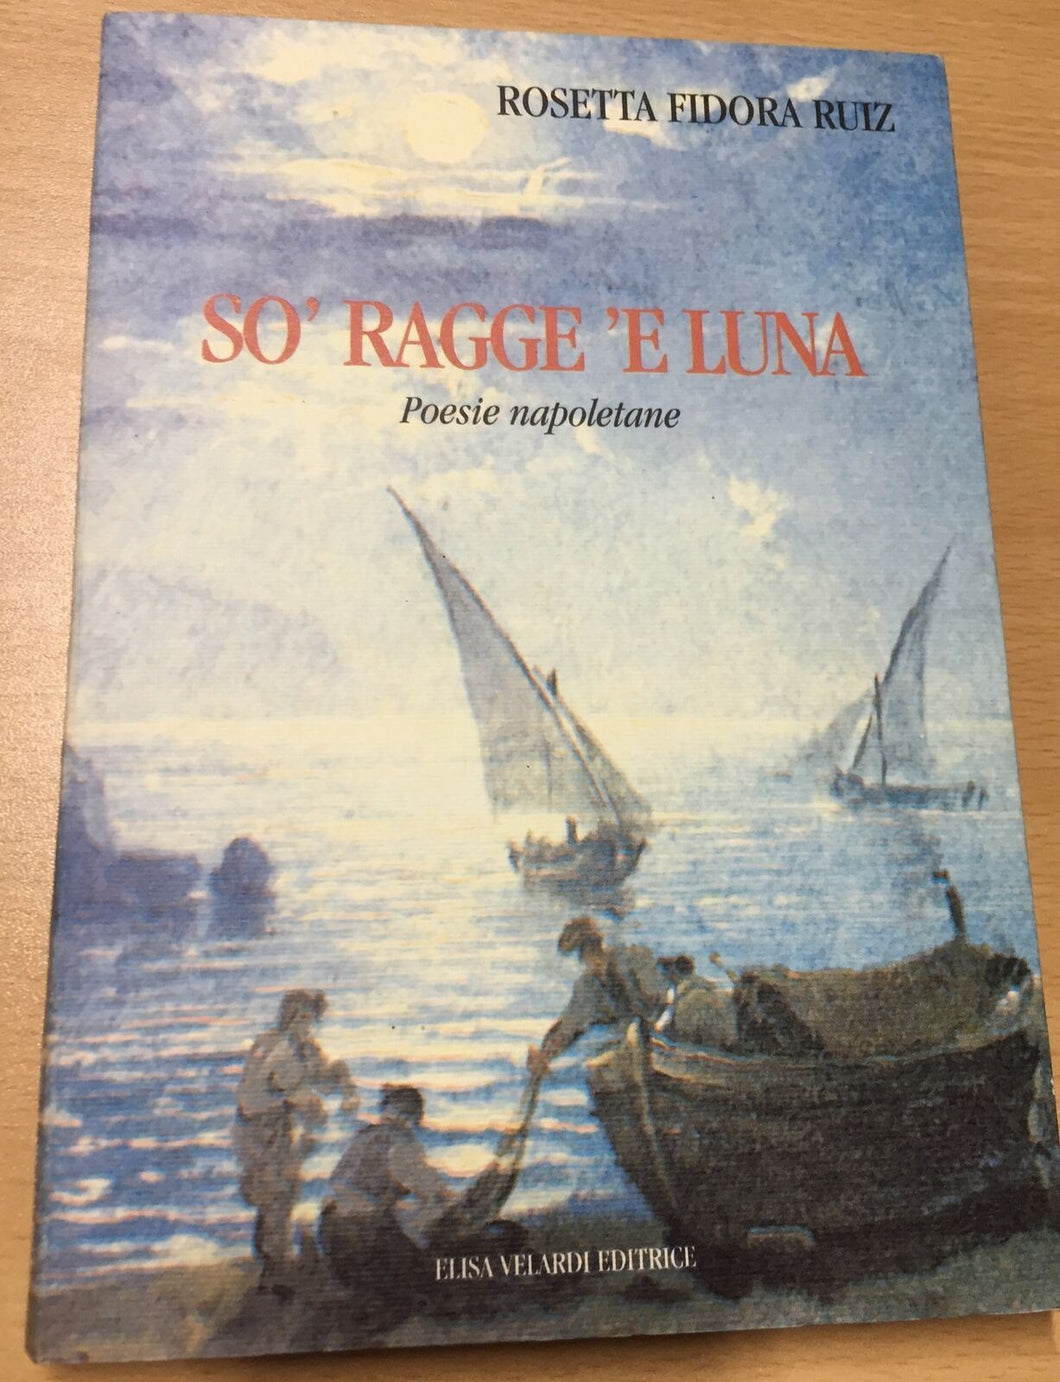 ROSETTA FIDORA RUIZ
SO' RAGGE 'E LUNA
Poesie napoletane
ELISA VELARDI EDITRICE